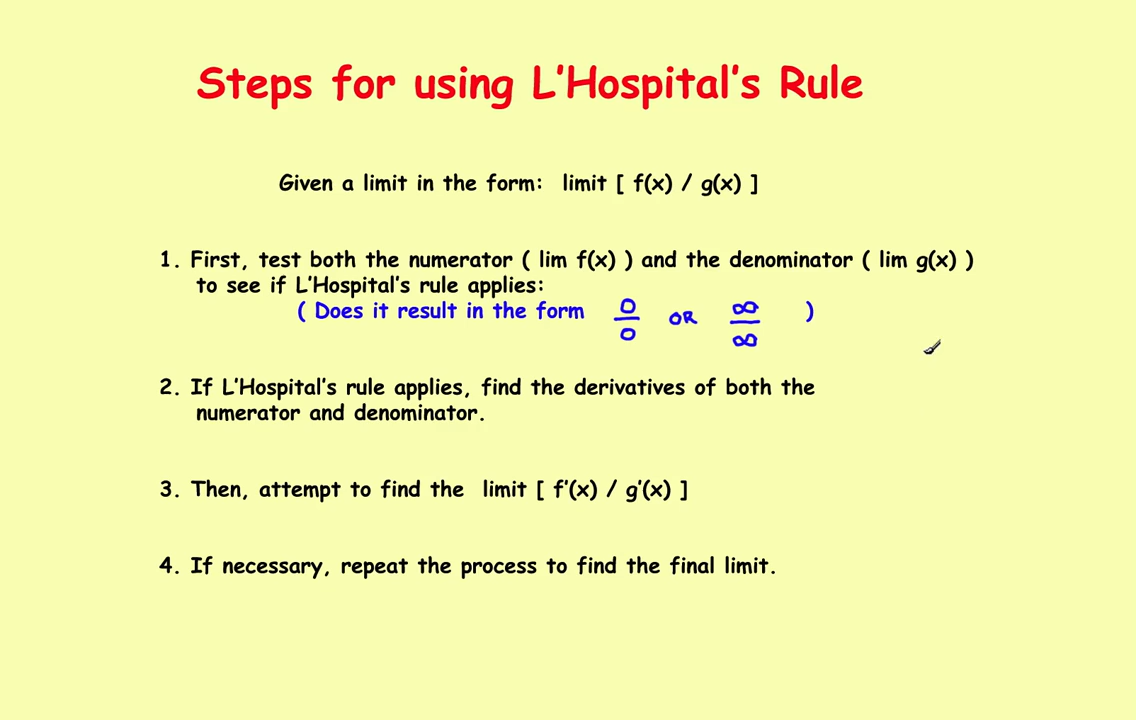 Steps for using L'Hospital's Rule
Given a limit in the form: limit [ f(x) / g(x) ]
1. First, test both the numerator ( lim f(x) ) and the denominator ( lim g(x) )
to see if L'Hospital's rule applies:
( Does it result in the form 0/0 OR ∞/∞ )
2. If L'Hospital's rule applies, find the derivatives of both the
numerator and denominator.
3. Then, attempt to find the limit [ f'(x) / g'(x) ]
4. If necessary, repeat the process to find the final limit.